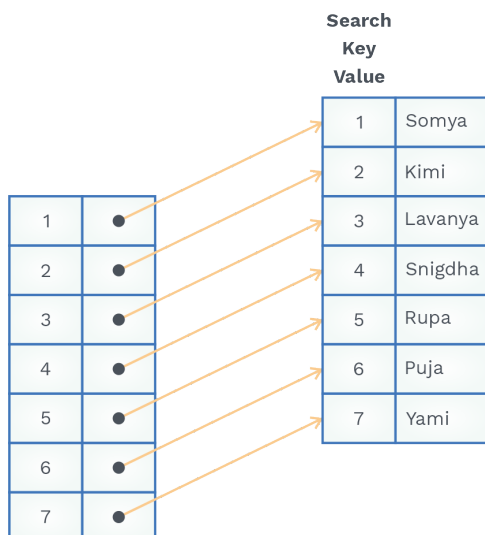 Search
Key
Value
1 Somya
2 Kimi
3 Lavanya
4 Snigdha
5 Rupa
6 Puja
7 Yami
1
2
3
4
5
6
7